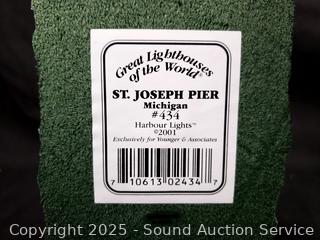 Great Lighthouses
of the World®
ST. JOSEPH PIER
Michigan
#434
Harbour Lights™
©2001
Exclusively for Younger & Associates
7 10613 02434 7
Copyright 2025 - Sound Auction Service